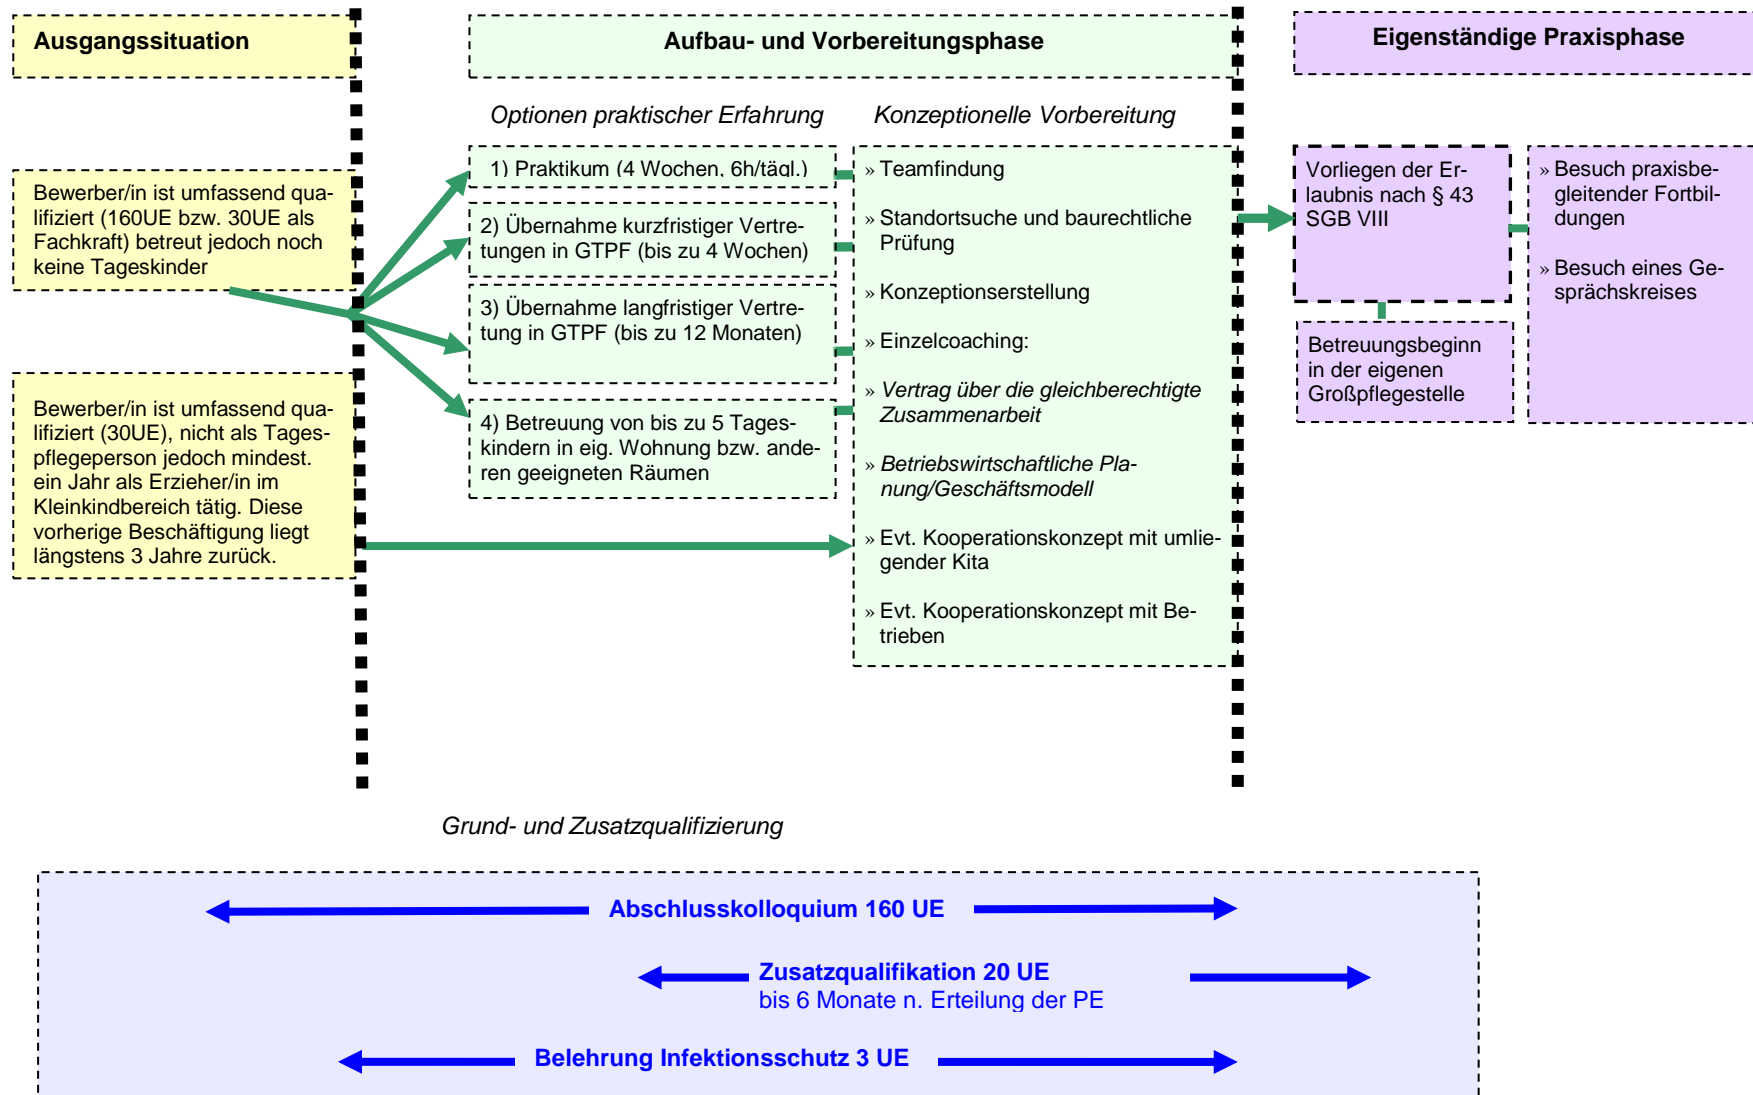 Ausgangssituation
Aufbau- und Vorbereitungsphase
Eigenständige Praxisphase
Optionen praktischer Erfahrung
Konzeptionelle Vorbereitung
Bewerber/in ist umfassend qua-
lifiziert (160UE bzw. 30UE als
Fachkraft) betreut jedoch noch
keine Tageskinder
Bewerber/in ist umfassend qua-
lifiziert (30UE), nicht als Tages-
pflegeperson jedoch mindest.
ein Jahr als Erzieher/in im
Kleinkindbereich tätig. Diese
vorherige Beschäftigung liegt
längstens 3 Jahre zurück.
1) Praktikum (4 Wochen, 6h/tägl.)
2) Übernahme kurzfristiger Vertre-
tungen in GTPF (bis zu 4 Wochen)
3) Übernahme langfristiger Vertre-
tung in GTPF (bis zu 12 Monaten)
4) Betreuung von bis zu 5 Tages-
kindern in eig. Wohnung bzw. ande-
ren geeigneten Räumen
» Teamfindung
» Standortsuche und baurechtliche
Prüfung
» Konzeptionserstellung
» Einzelcoaching:
» Vertrag über die gleichberechtigte
Zusammenarbeit
» Betriebswirtschaftliche Pla-
nung/Geschäftsmodell
» Evt. Kooperationskonzept mit umlie-
gender Kita
» Evt. Kooperationskonzept mit Be-
trieben
Vorliegen der Er-
laubnis nach § 43
SGB VIII
Betreuungsbeginn
in der eigenen
Großpflegestelle
» Besuch praxisbe-
gleitender Fortbil-
dungen
» Besuch eines Ge-
sprächskreises
Grund- und Zusatzqualifizierung
Abschlusskolloquium 160 UE
Zusatzqualifikation 20 UE
bis 6 Monate n. Erteilung der PE
Belehrung Infektionsschutz 3 UE